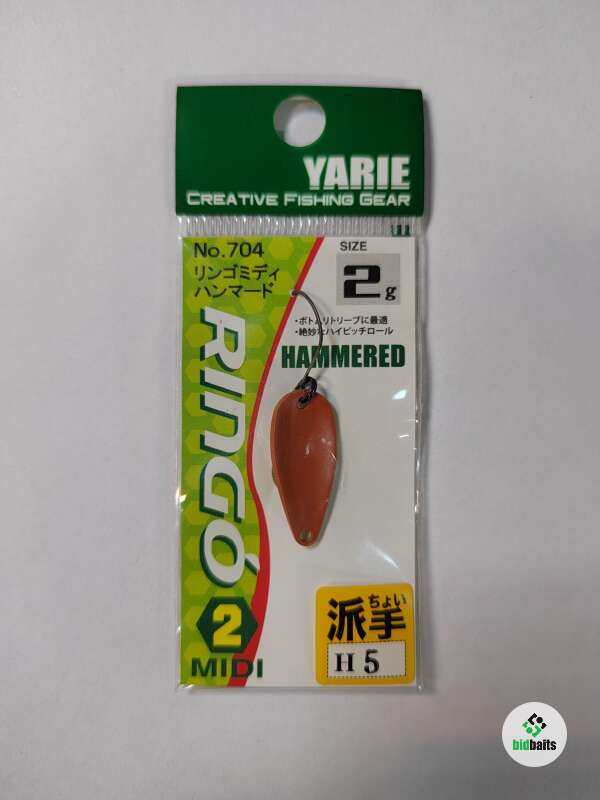 YARIE
CREATIVE FISHING GEAR
No.704
リンゴミディ
ハンマード
SIZE
2g
・ボトムリトリーブに最適
・絶妙なハイピッチロール
HAMMERED
RINGO
2
MIDI
ちょい
派手
H 5
bidbaits